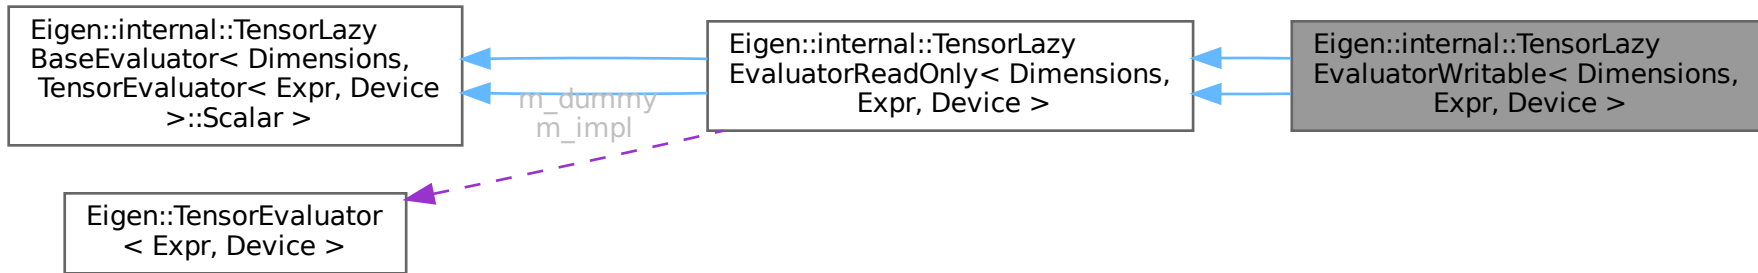 Eigen::internal::TensorLazy
BaseEvaluator< Dimensions,
TensorEvaluator< Expr, Device
>::Scalar >
m_dummy
m_impl
Eigen::internal::TensorLazy
EvaluatorReadOnly< Dimensions,
Expr, Device >
Eigen::internal::TensorLazy
EvaluatorWritable< Dimensions,
Expr, Device >
Eigen::TensorEvaluator
< Expr, Device >